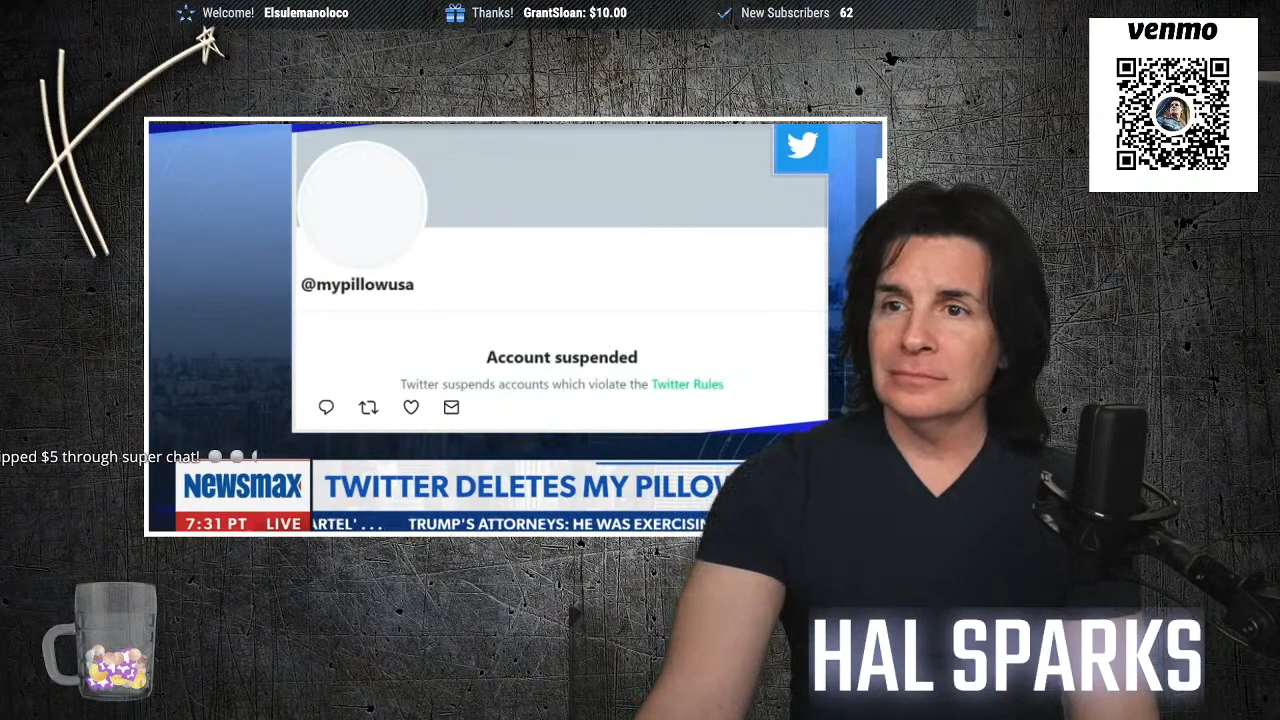 Welcome! Elsulemanoloco
Thanks! GrantSloan: $10.00
New Subscribers 62
venmo
@mypillowusa
Account suspended
Twitter suspends accounts which violate the Twitter Rules
ipped $5 through super chat!
NEWSMAX
TWITTER DELETES MY PILLOW
7:31 PT LIVE
ARTEL' . . . TRUMP'S ATTORNEYS: HE WAS EXERCISIN
HAL SPARKS